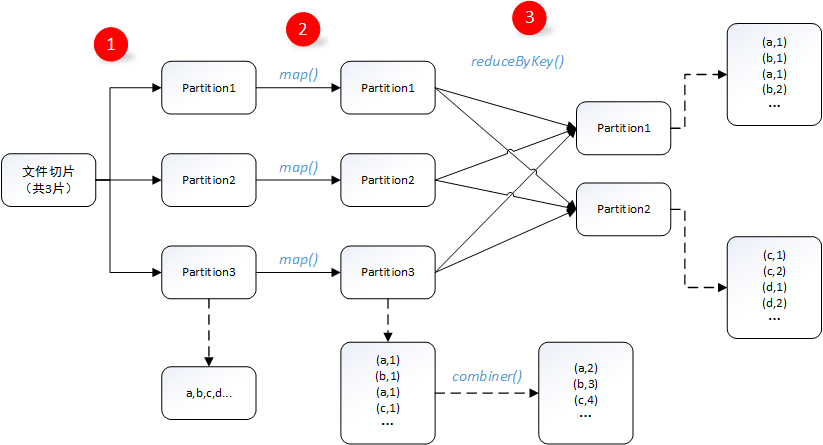 1
2
3
reduceByKey()
(a,1)
(b,1)
(a,1)
(b,2)
...
Partition1
map()
Partition1
Partition1
文件切片
（共3片）
Partition2
map()
Partition2
Partition2
Partition3
map()
Partition3
(c,1)
(c,2)
(d,1)
(d,2)
...
a,b,c,d...
(a,1)
(b,1)
(a,1)
(c,1)
...
combiner()
(a,2)
(b,3)
(c,4)
...